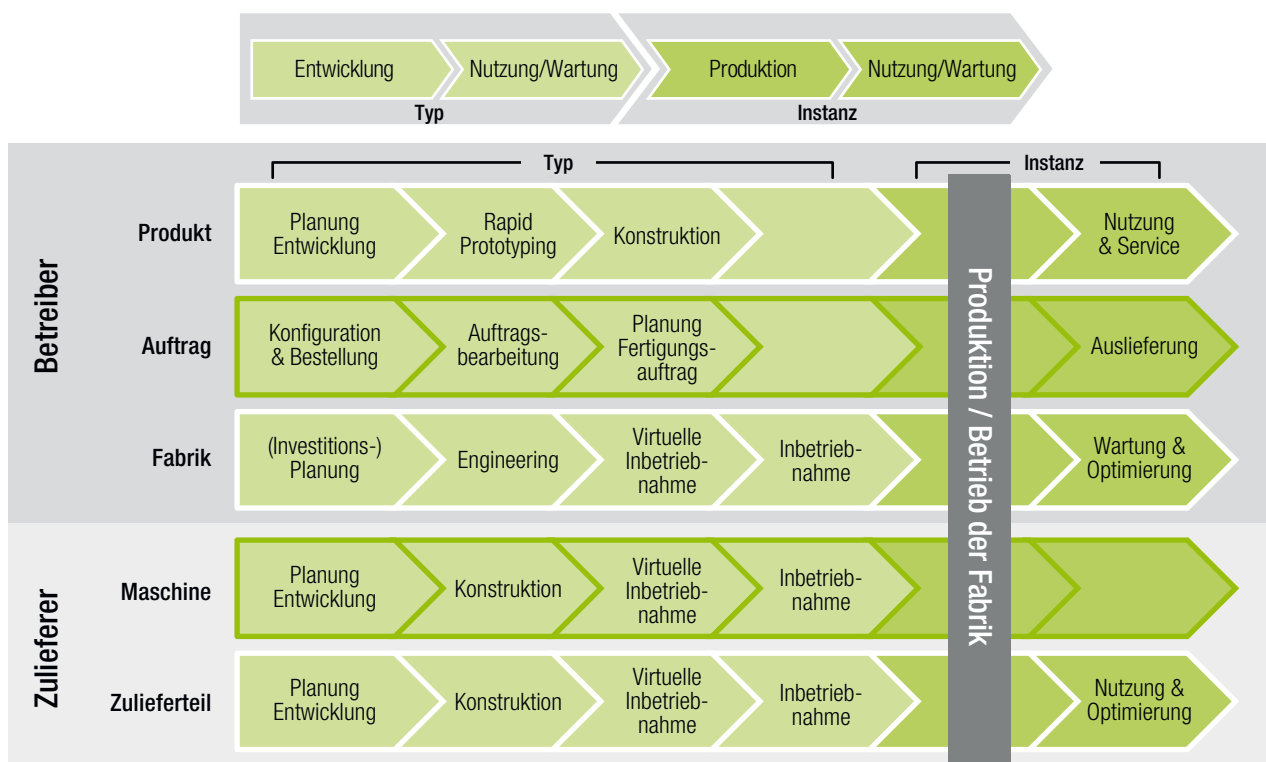 Entwicklung
Nutzung/Wartung
Produktion
Nutzung/Wartung
Typ
Instanz
Typ
Instanz
Betreiber
Produkt
Planung
Entwicklung
Rapid
Prototyping
Konstruktion
Nutzung
& Service
Auftrag
Konfiguration
& Bestellung
Auftrags-
bearbeitung
Planung
Fertigungs-
auftrag
Auslieferung
Fabrik
(Investitions-)
Planung
Engineering
Virtuelle
Inbetrieb-
nahme
Inbetrieb-
nahme
Wartung &
Optimierung
Produktion / Betrieb der Fabrik
Zulieferer
Maschine
Planung
Entwicklung
Konstruktion
Virtuelle
Inbetrieb-
nahme
Inbetrieb-
nahme
Zulieferteil
Planung
Entwicklung
Konstruktion
Virtuelle
Inbetrieb-
nahme
Inbetrieb-
nahme
Nutzung &
Optimierung